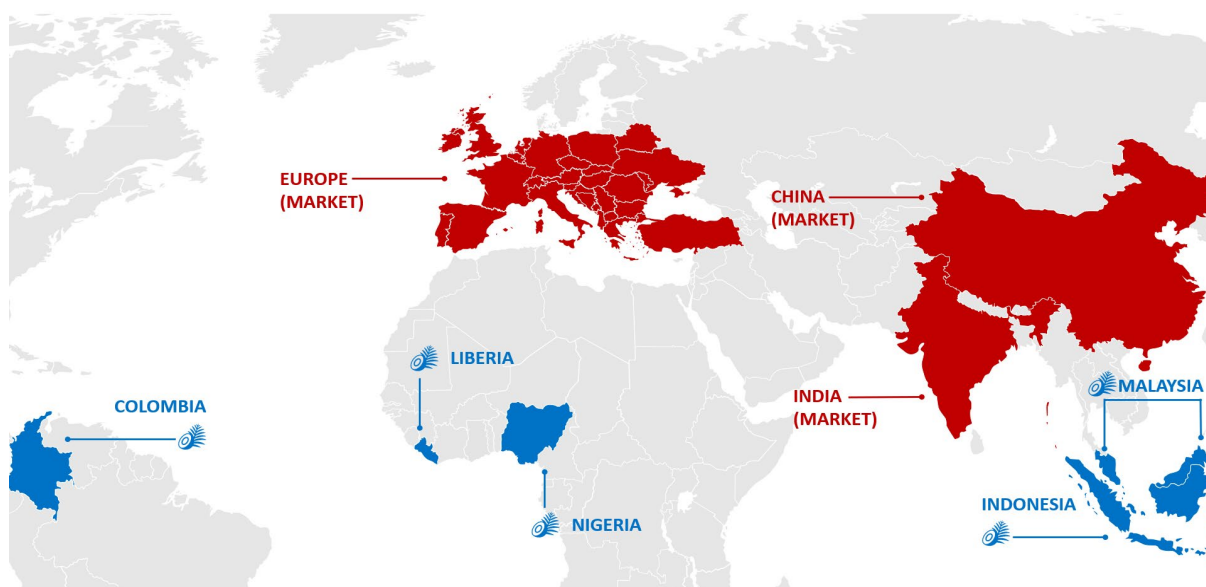 EUROPE
(MARKET)
CHINA
(MARKET)
LIBERIA
COLOMBIA
INDIA
(MARKET)
MALAYSIA
NIGERIA
INDONESIA